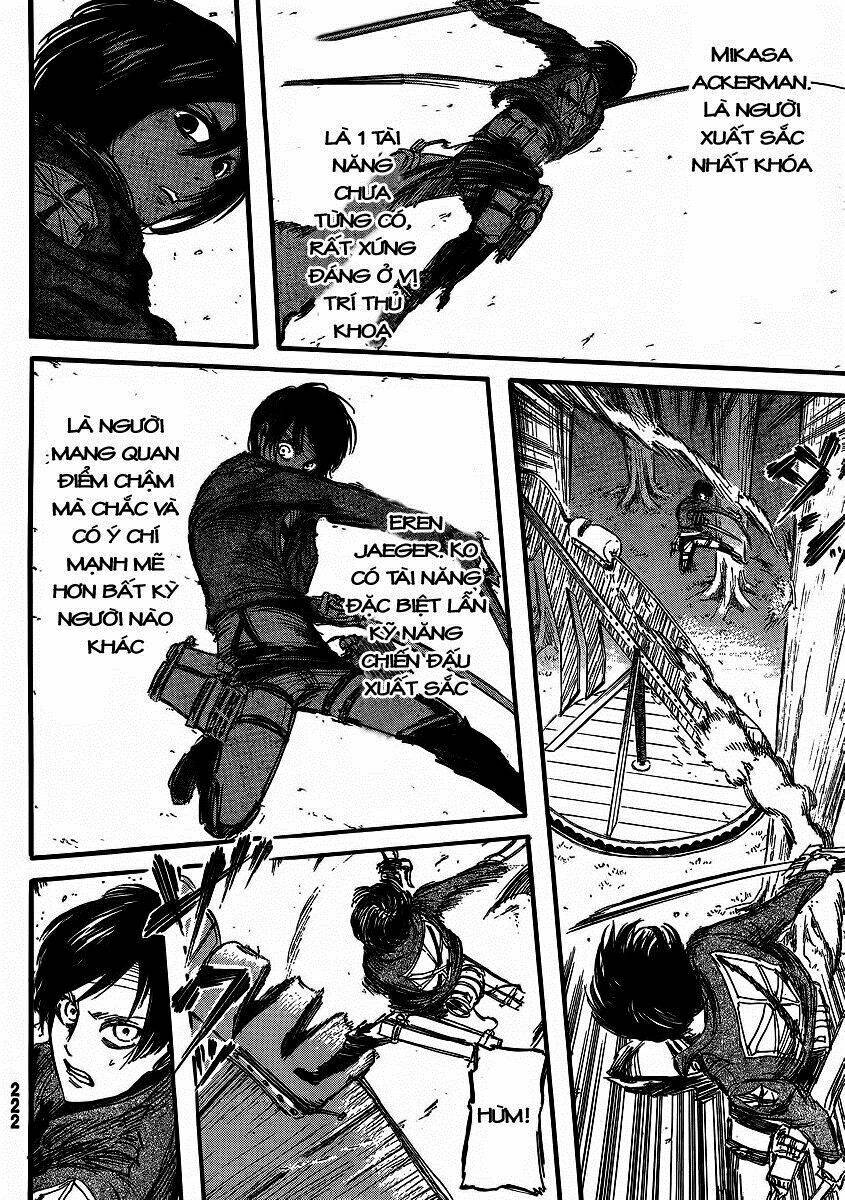 MIKASA
ACKERMAN.
LÀ NGƯỜI
XUẤT SẮC
NHẤT KHÓA
LÀ 1 TÀI
NĂNG
CHƯA
TỪNG CÓ,
RẤT XỨNG
ĐÁNG Ở VỊ
TRÍ THỦ
KHOA
EREN
JAEGER. KO
CÓ TÀI NĂNG
ĐẶC BIỆT LẪN
KỸ NĂNG
CHIẾN ĐẤU
XUẤT SẮC
LÀ NGƯỜI
MANG QUAN
ĐIỂM CHẬM
MÀ CHẮC VÀ
CÓ Ý CHÍ
MẠNH MẼ
HƠN BẤT KỲ
NGƯỜI NÀO
KHÁC
HỪM!
222